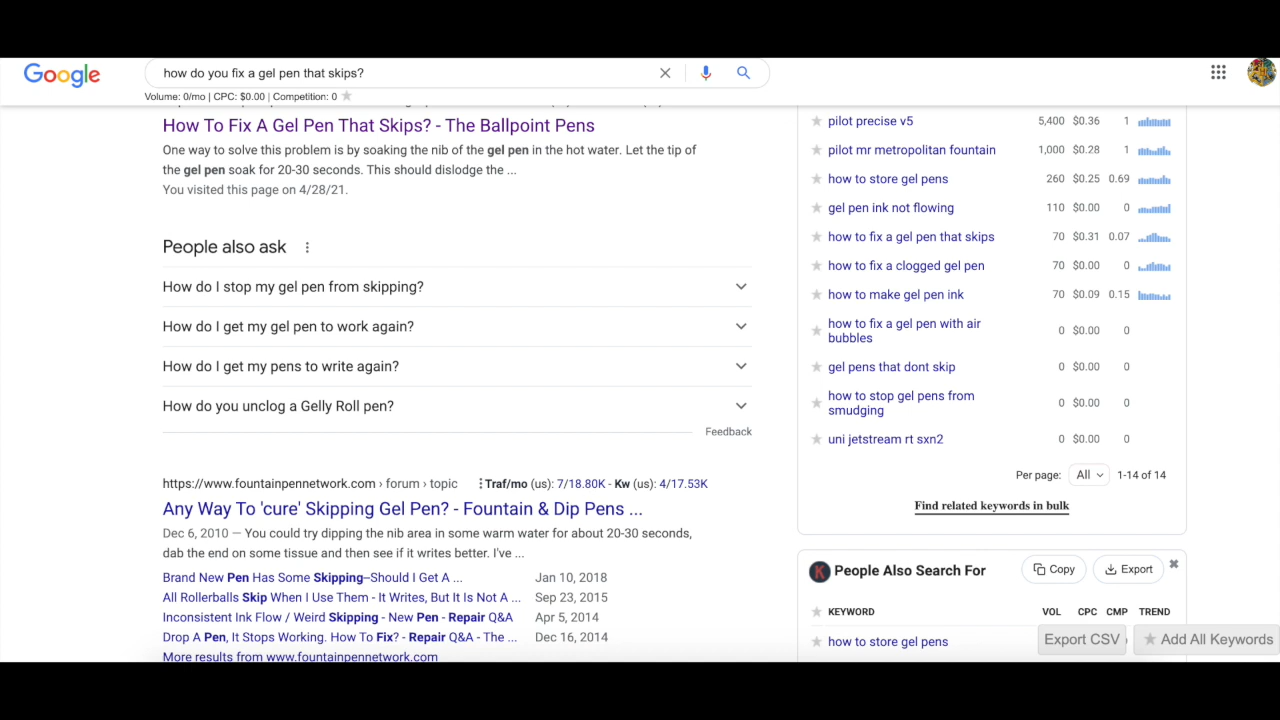 Google
how do you fix a gel pen that skips?
Volume: 0/mo | CPC: $0.00 | Competition: 0
How To Fix A Gel Pen That Skips? - The Ballpoint Pens
One way to solve this problem is by soaking the nib of the gel pen in the hot water. Let the tip of
the gel pen soak for 20-30 seconds. This should dislodge the ...
You visited this page on 4/28/21.
People also ask
How do I stop my gel pen from skipping?
How do I get my gel pen to work again?
How do I get my pens to write again?
How do you unclog a Gelly Roll pen?
Feedback
https://www.fountainpennetwork.com › forum › topic
Traf/mo (us): 7/18.80K - Kw (us): 4/17.53K
Any Way To 'cure' Skipping Gel Pen? - Fountain & Dip Pens ...
Dec 6, 2010 — You could try dipping the nib area in some warm water for about 20-30 seconds,
dab the end on some tissue and then see if it writes better. I've ...
Brand New Pen Has Some Skipping--Should I Get A ... Jan 10, 2018
All Rollerballs Skip When I Use Them - It Writes, But It Is Not A ... Sep 23, 2015
Inconsistent Ink Flow / Weird Skipping - New Pen - Repair Q&A Apr 5, 2014
Drop A Pen, It Stops Working. How To Fix? - Repair Q&A - The ... Dec 16, 2014
More results from www.fountainpennetwork.com
pilot precise v5 5,400 $0.36 1
pilot mr metropolitan fountain 1,000 $0.28 1
how to store gel pens 260 $0.25 0.69
gel pen ink not flowing 110 $0.00 0
how to fix a gel pen that skips 70 $0.31 0.07
how to fix a clogged gel pen 70 $0.00 0
how to make gel pen ink 70 $0.09 0.15
how to fix a gel pen with air
bubbles 0 $0.00 0
gel pens that dont skip 0 $0.00 0
how to stop gel pens from
smudging 0 $0.00 0
uni jetstream rt sxn2 0 $0.00 0
Per page: All 1-14 of 14
Find related keywords in bulk
K People Also Search For Copy Export
KEYWORD VOL CPC CMP TREND
how to store gel pens
Export CSV Add All Keywords